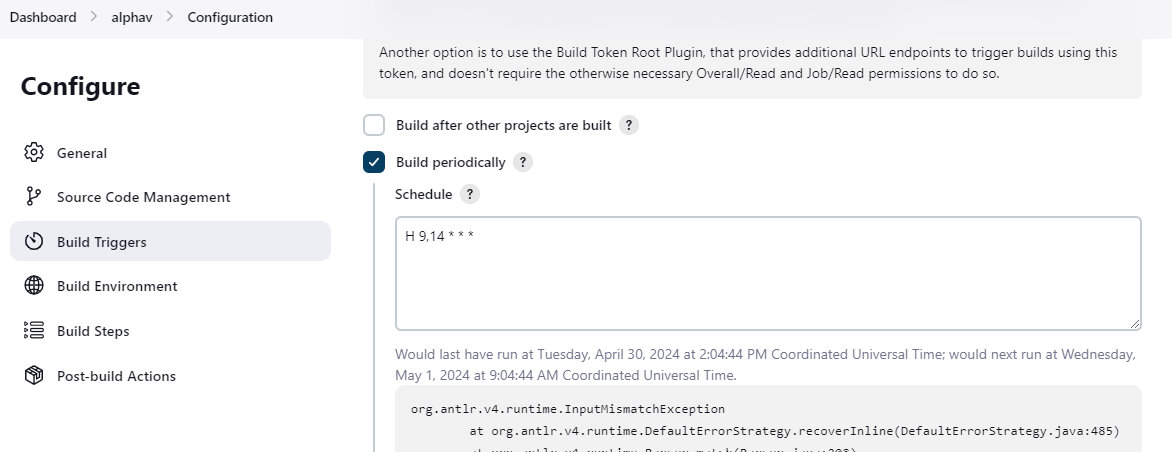 Dashboard > alphav > Configuration
Another option is to use the Build Token Root Plugin, that provides additional URL endpoints to trigger builds using this
token, and doesn't require the otherwise necessary Overall/Read and Job/Read permissions to do so.
Configure
General
Source Code Management
Build Triggers
Build Environment
Build Steps
Post-build Actions
Build after other projects are built ?
Build periodically ?
Schedule ?
H 9,14 * * *
Would last have run at Tuesday, April 30, 2024 at 2:04:44 PM Coordinated Universal Time; would next run at Wednesday,
May 1, 2024 at 9:04:44 AM Coordinated Universal Time.
org.antlr.v4.runtime.InputMismatchException
at org.antlr.v4.runtime.DefaultErrorStrategy.recoverInline(DefaultErrorStrategy.java:485)